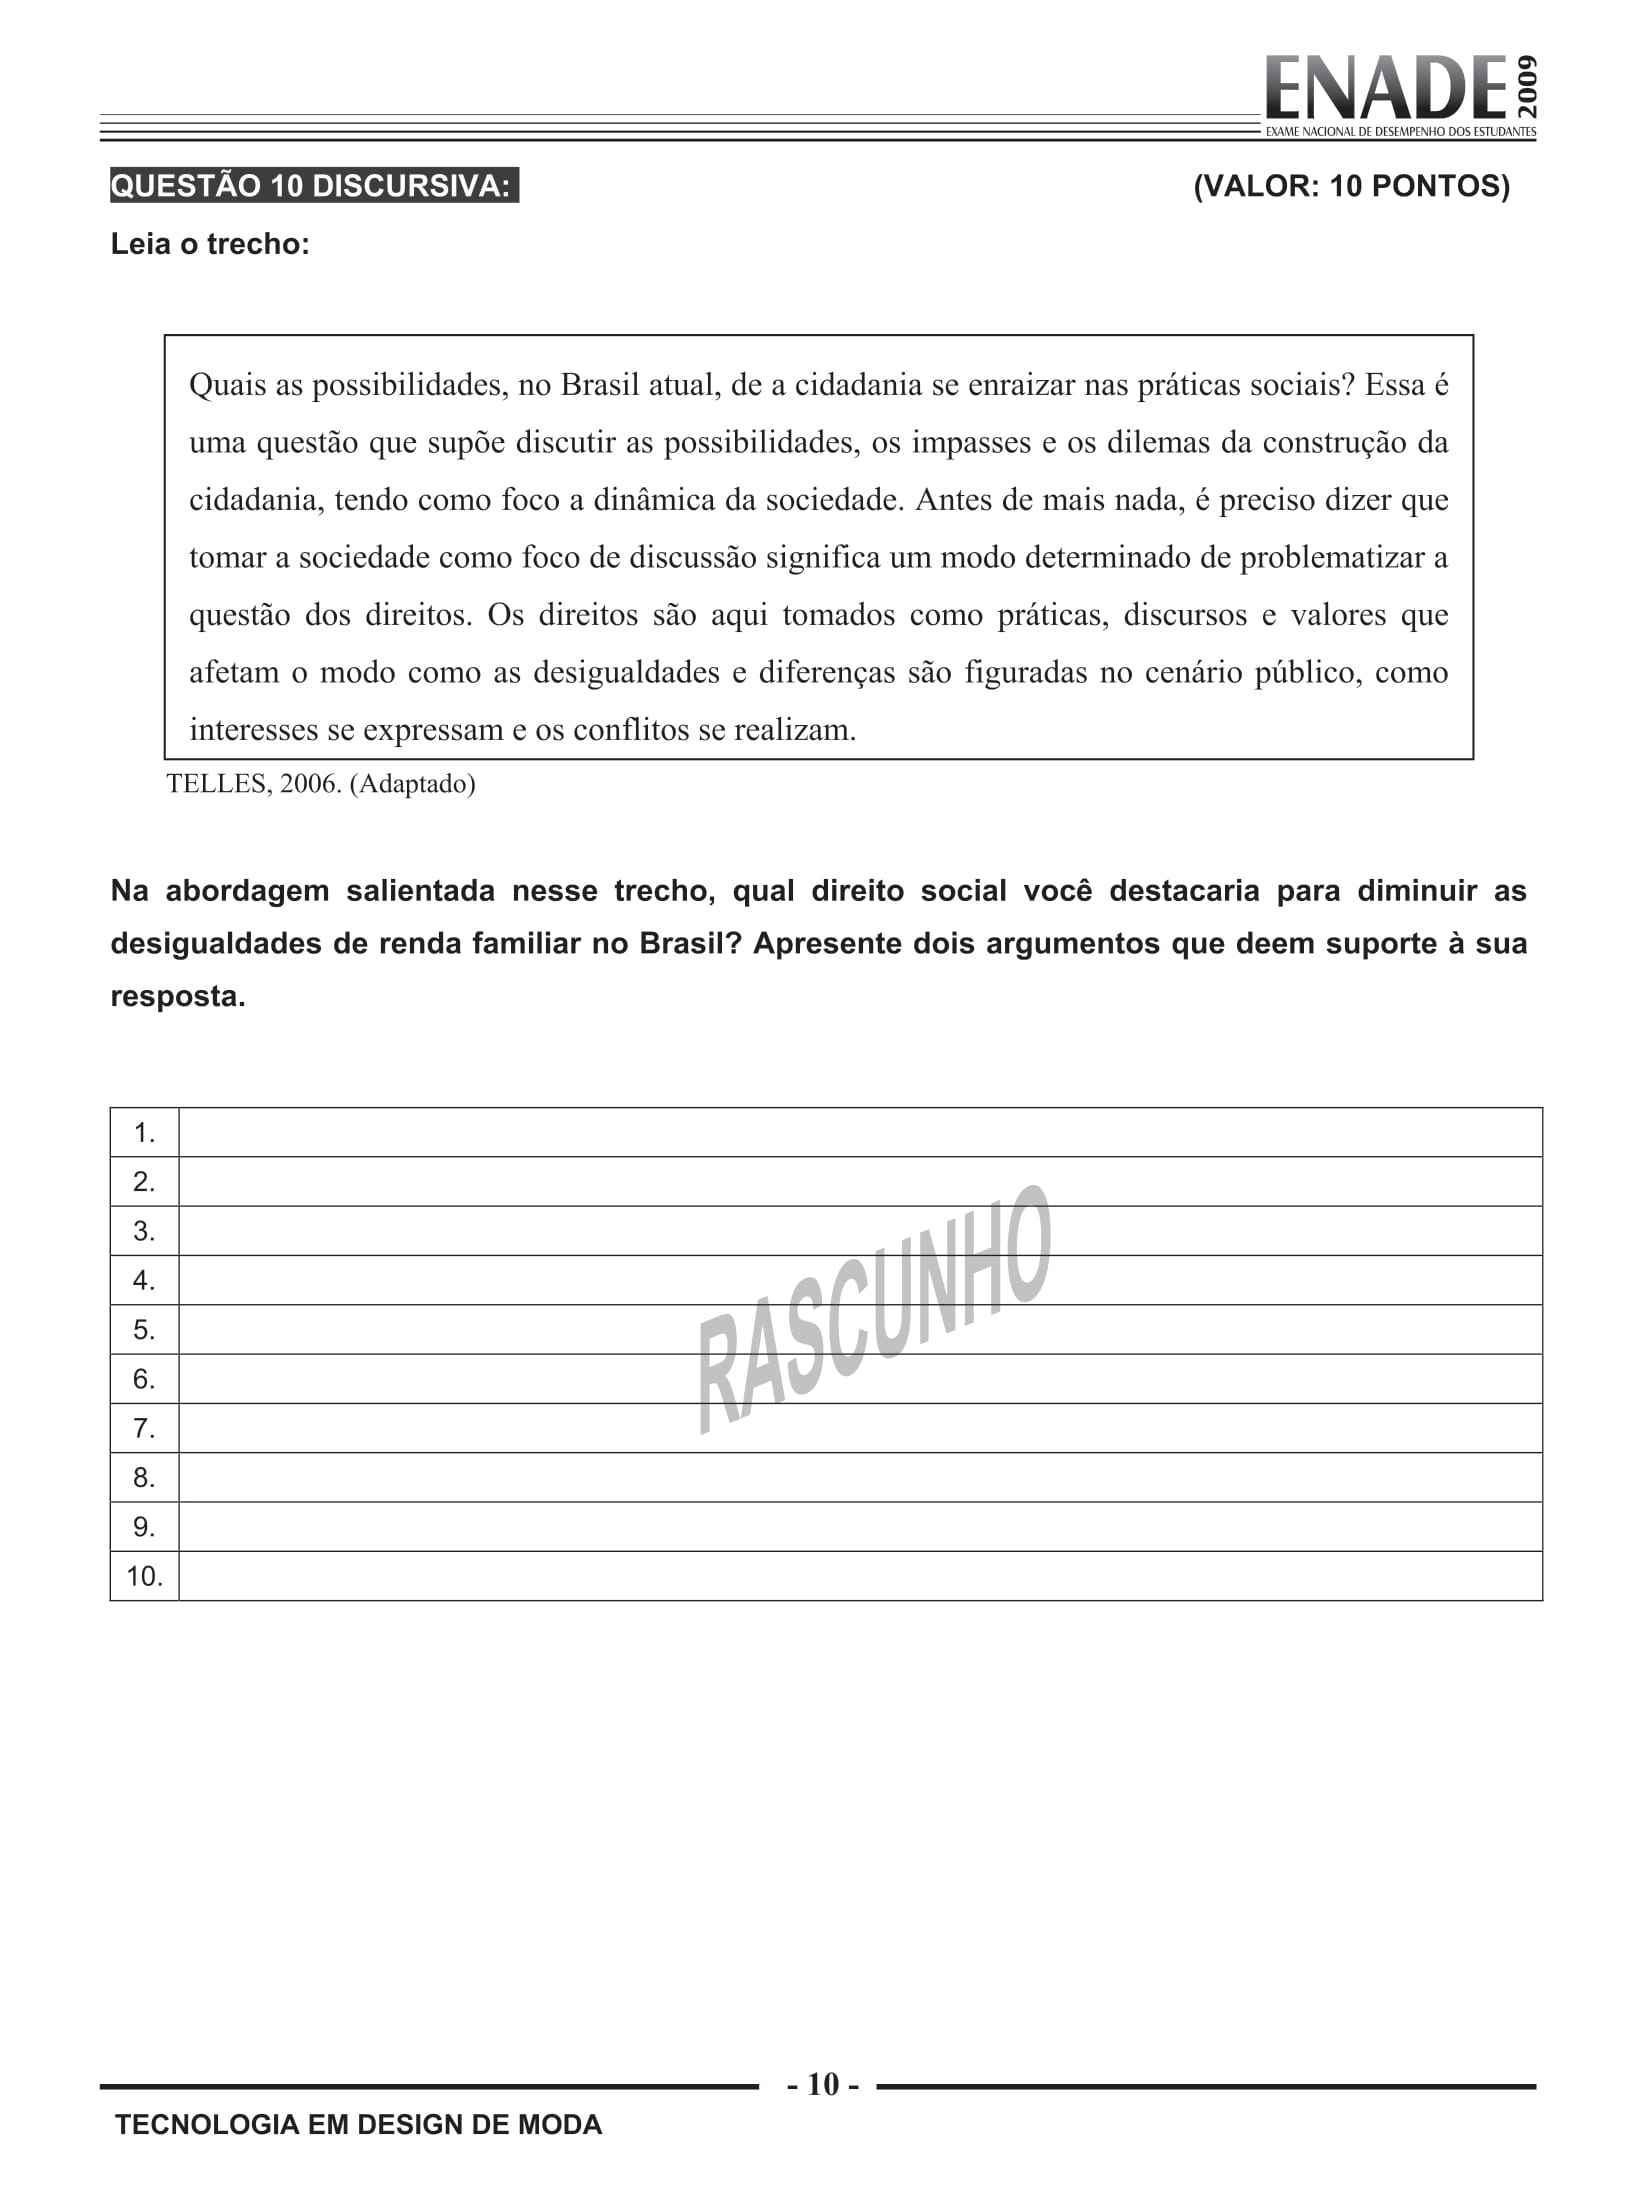 ENADE 2009
EXAME NACIONAL DE DESEMPENHO DOS ESTUDANTES
QUESTÃO 10 DISCURSIVA: (VALOR: 10 PONTOS)
Leia o trecho:
Quais as possibilidades, no Brasil atual, de a cidadania se enraizar nas práticas sociais? Essa é
uma questão que supõe discutir as possibilidades, os impasses e os dilemas da construção da
cidadania, tendo como foco a dinâmica da sociedade. Antes de mais nada, é preciso dizer que
tomar a sociedade como foco de discussão significa um modo determinado de problematizar a
questão dos direitos. Os direitos são aqui tomados como práticas, discursos e valores que
afetam o modo como as desigualdades e diferenças são figuradas no cenário público, como
interesses se expressam e os conflitos se realizam.
TELLES, 2006. (Adaptado)
Na abordagem salientada nesse trecho, qual direito social você destacaria para diminuir as
desigualdades de renda familiar no Brasil? Apresente dois argumentos que deem suporte à sua
resposta.
1.
2.
3.
4.
5.
6.
7.
8.
9.
10.
RASCUNHO
- 10 -
TECNOLOGIA EM DESIGN DE MODA